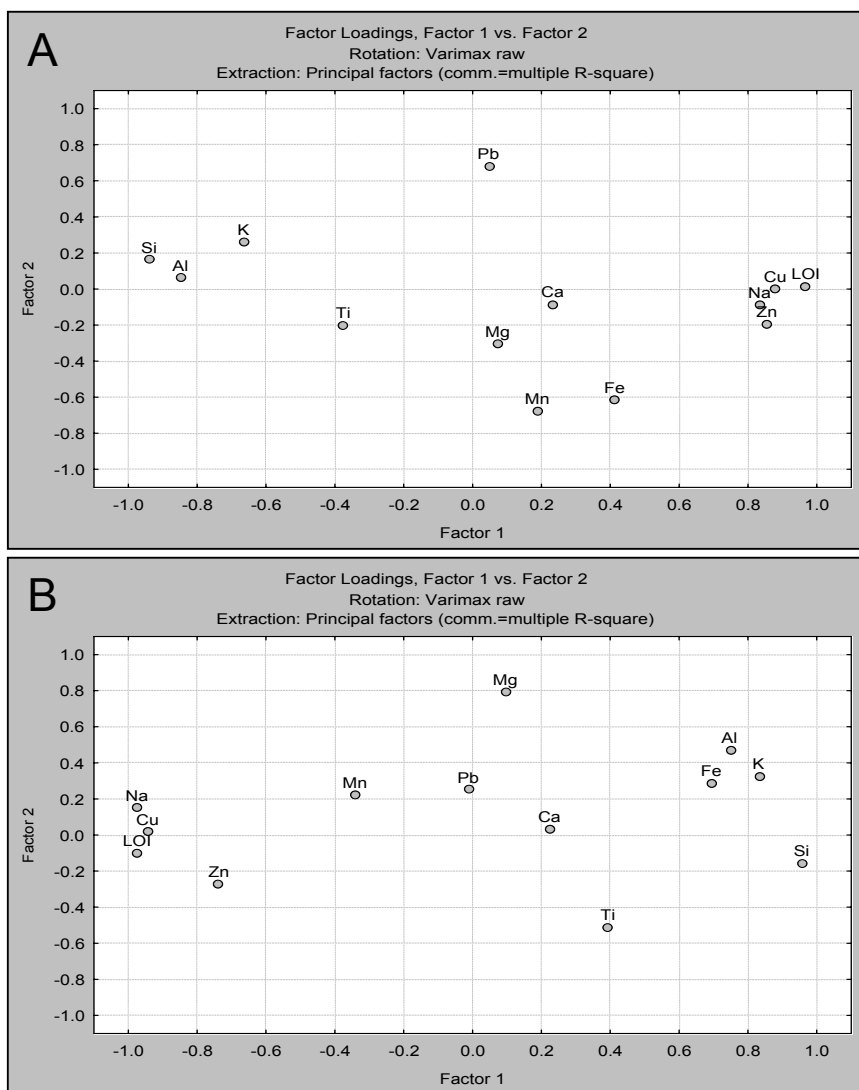 A
Factor Loadings, Factor 1 vs. Factor 2
Rotation: Varimax raw
Extraction: Principal factors (comm.=multiple R-square)
1.0
0.8
Pb
0.6
0.4
K
Si
0.2
Al
LOI
Cu
0.0
Ca
Na
Ti
Zn
-0.2
Mg
-0.4
Fe
Mn
-0.6
-0.8
-1.0
Factor 2
-1.0 -0.8 -0.6 -0.4 -0.2 0.0 0.2 0.4 0.6 0.8 1.0
Factor 1
B
Factor Loadings, Factor 1 vs. Factor 2
Rotation: Varimax raw
Extraction: Principal factors (comm.=multiple R-square)
1.0
Mg
0.8
0.6
Al
0.4
K
Fe
Pb
Mn
Na
0.2
Cu
Ca
0.0
LOI
Si
Zn
-0.2
Ti
-0.4
-0.6
-0.8
-1.0
Factor 2
-1.0 -0.8 -0.6 -0.4 -0.2 0.0 0.2 0.4 0.6 0.8 1.0
Factor 1